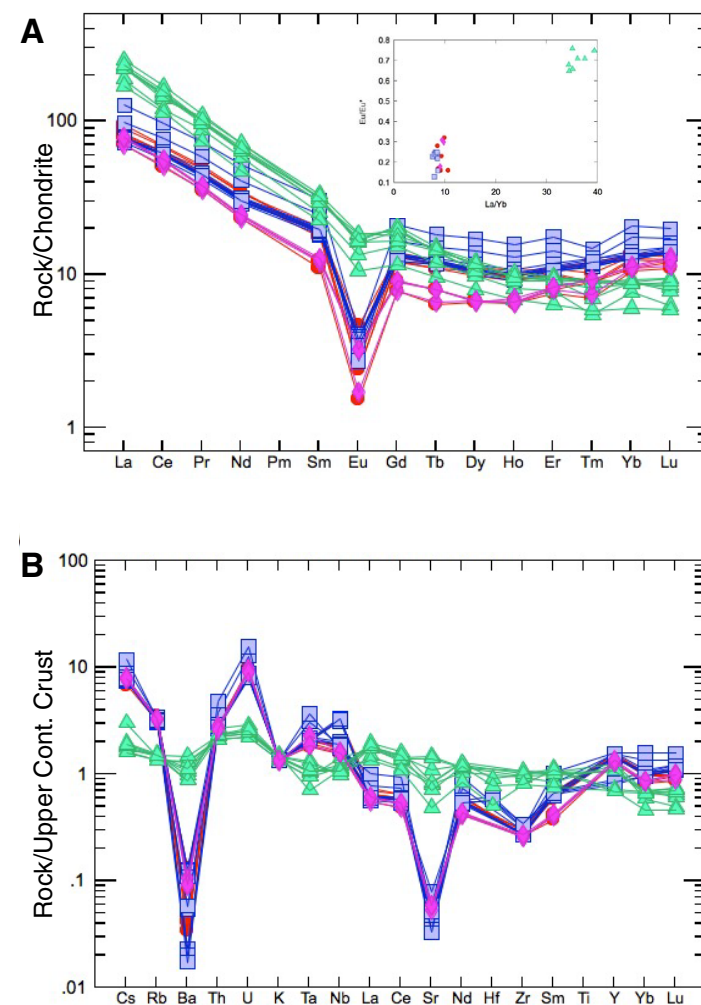 A
Rock/Chondrite
100
10
1
La Ce Pr Nd Pm Sm Eu Gd Tb Dy Ho Er Tm Yb Lu
Eu/Eu*
0.8
0.7
0.6
0.5
0.4
0.3
0.2
0.1
0 10 20 30 40
La/Yb
B
Rock/Upper Cont. Crust
100
10
1
.1
.01
Cs Rb Ba Th U K Ta Nb La Ce Sr Nd Hf Zr Sm Ti Y Yb Lu